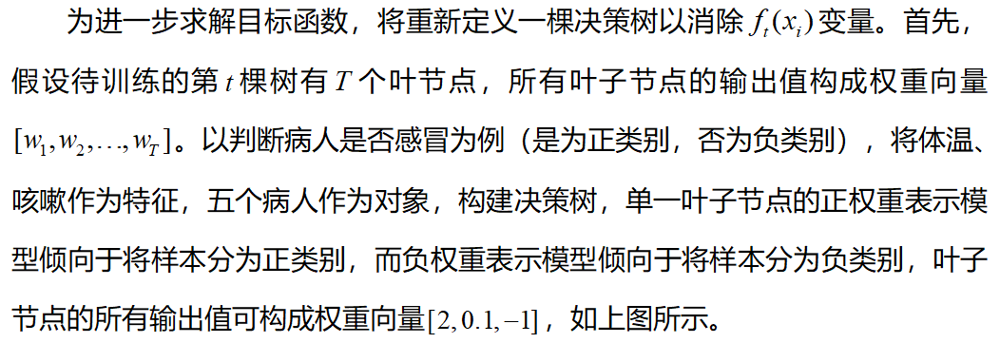 为进一步求解目标函数，将重新定义一棵决策树以消除 f_t(x_i) 变量。首先，
假设待训练的第 t 棵树有 T 个叶节点，所有叶子节点的输出值构成权重向量
[w_1,w_2,…,w_T]。以判断病人是否感冒为例（是为正类别，否为负类别），将体温、
咳嗽作为特征，五个病人作为对象，构建决策树，单一叶子节点的正权重表示模
型倾向于将样本分为正类别，而负权重表示模型倾向于将样本分为负类别，叶子
节点的所有输出值可构成权重向量[2,0.1,−1]，如上图所示。